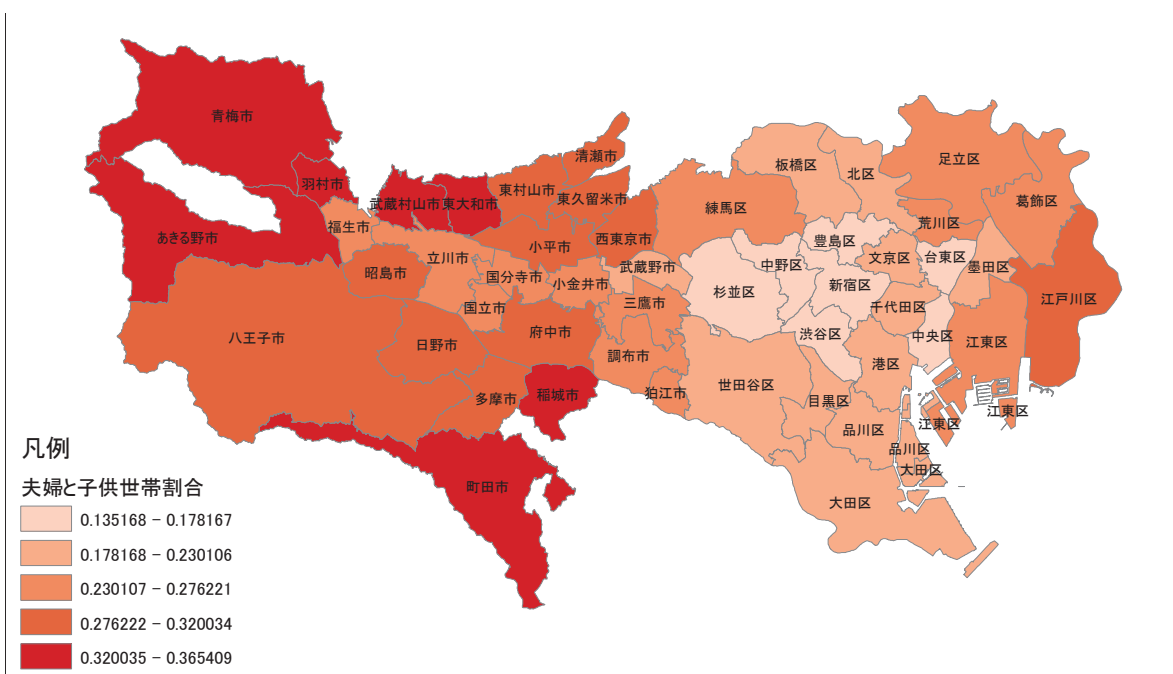 青梅市
清瀬市
板橋区
足立区
北区
羽村市
武蔵村山市
東大和市
東村山市
東久留米市
葛飾区
練馬区
荒川区
福生市
あきる野市
小平市
西東京市
豊島区
文京区
台東区
立川市
昭島市
国分寺市
小金井市
武蔵野市
中野区
墨田区
杉並区
新宿区
江戸川区
国立市
三鷹市
千代田区
八王子市
日野市
府中市
渋谷区
中央区
江東区
調布市
港区
世田谷区
多摩市
稲城市
狛江市
目黒区
江東区
江東区
品川区
品川区
大田区
町田市
大田区
凡例
夫婦と子供世帯割合
0.135168 - 0.178167
0.178168 - 0.230106
0.230107 - 0.276221
0.276222 - 0.320034
0.320035 - 0.365409